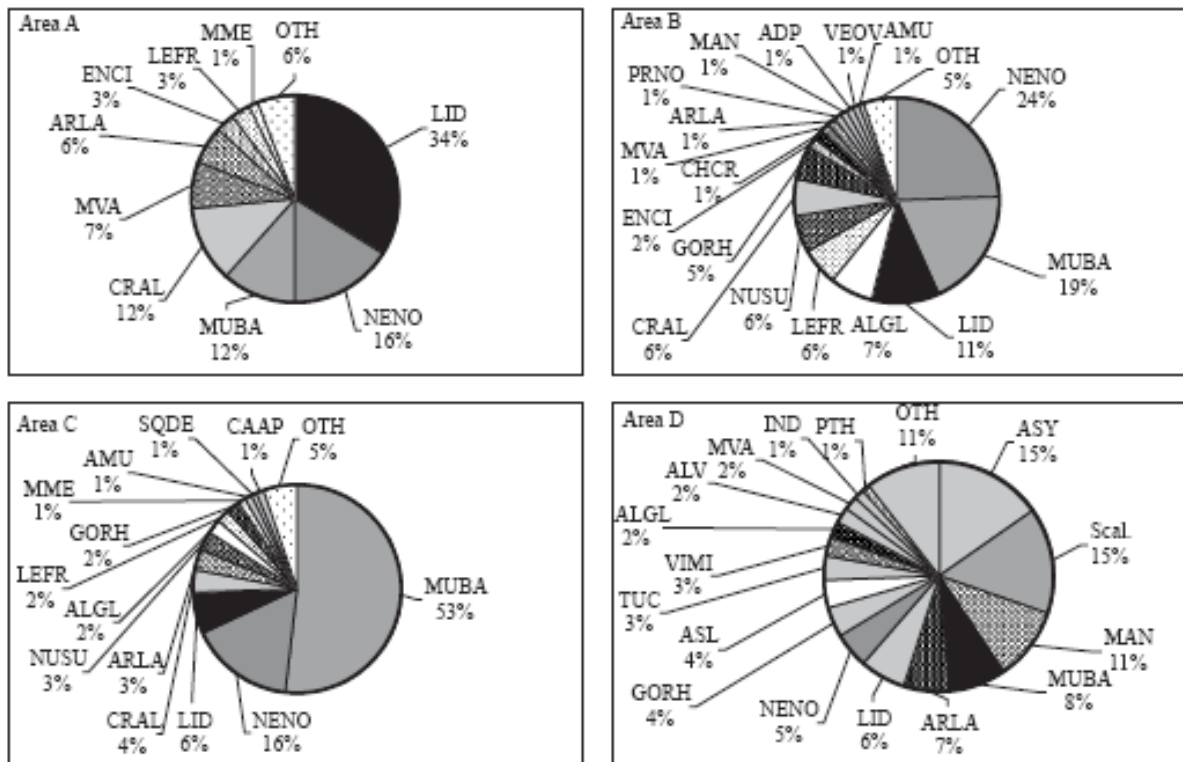 Area A
MME
1%
OTH
6%
LEFR
3%
ENCI
3%
ARLA
6%
MVA
7%
CRAL
12%
MUBA
12%
NENO
16%
LID
34%
Area B
MAN
1%
ADP
1%
VEOV
1%
AMU
1%
OTH
5%
NENO
24%
PRNO
1%
ARLA
1%
MVA
1%
CHCR
1%
ENCI
2%
GORH
5%
CRAL
6%
NUSU
6%
LEFR
6%
ALGL
7%
LID
11%
MUBA
19%
Area C
SQDE
1%
CAAP
1%
OTH
5%
AMU
1%
MME
1%
GORH
2%
LEFR
2%
ALGL
2%
NUSU
3%
ARLA
3%
CRAL
4%
LID
6%
NENO
16%
MUBA
53%
Area D
IND
1%
PTH
1%
OTH
11%
ASY
15%
MVA
2%
ALV
2%
ALGL
2%
VIMI
3%
TUC
3%
ASL
4%
GORH
4%
NENO
5%
LID
6%
ARLA
7%
MUBA
8%
MAN
11%
Scal.
15%